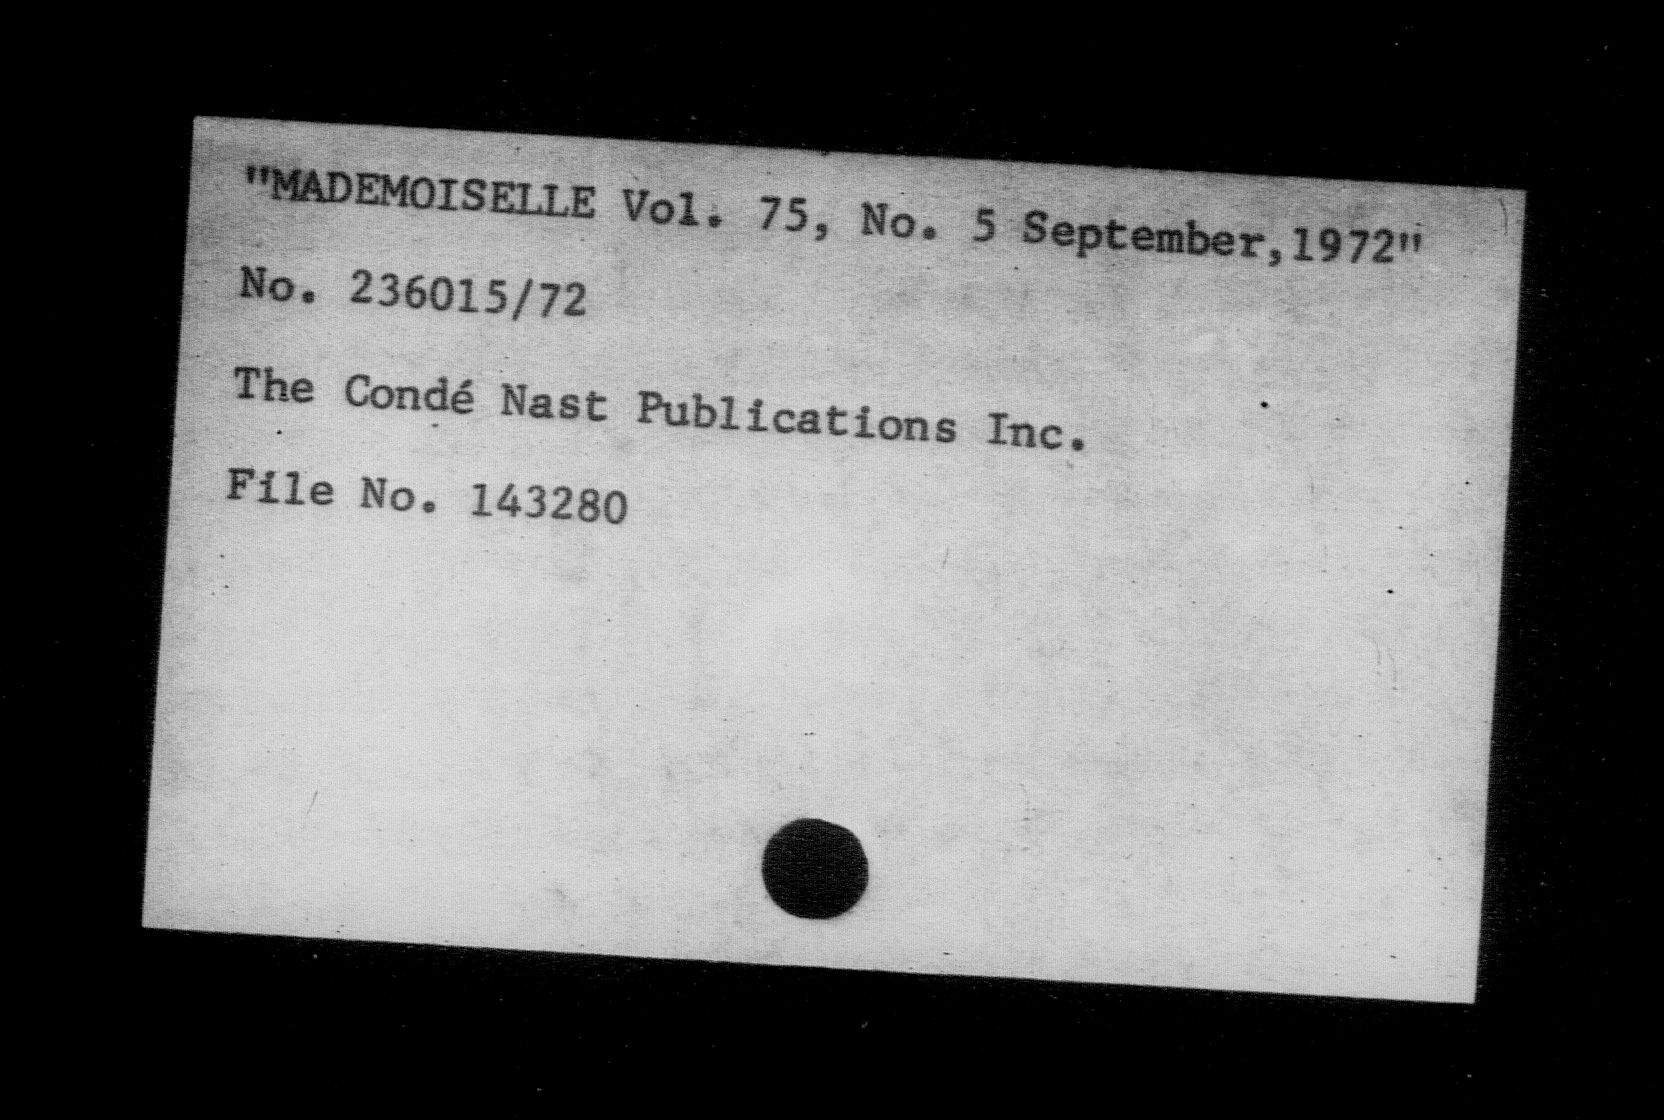 "MADEMOISELLE Vol. 75, No. 5 September,1972"
No. 236015/72
The Condé Nast Publications Inc.
File No. 143280